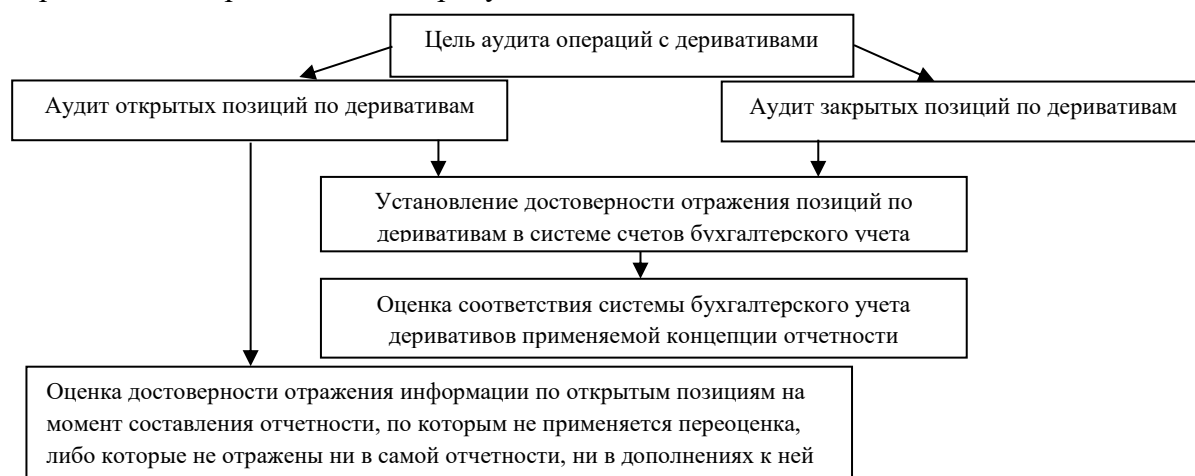 Цель аудита операций с деривативами
Аудит открытых позиций по деривативам
Аудит закрытых позиций по деривативам
Установление достоверности отражения позиций по
деривативам в системе счетов бухгалтерского учета
Оценка соответствия системы бухгалтерского учета
деривативов применяемой концепции отчетности
Оценка достоверности отражения информации по открытым позициям на
момент составления отчетности, по которым не применяется переоценка,
либо которые не отражены ни в самой отчетности, ни в дополнениях к ней